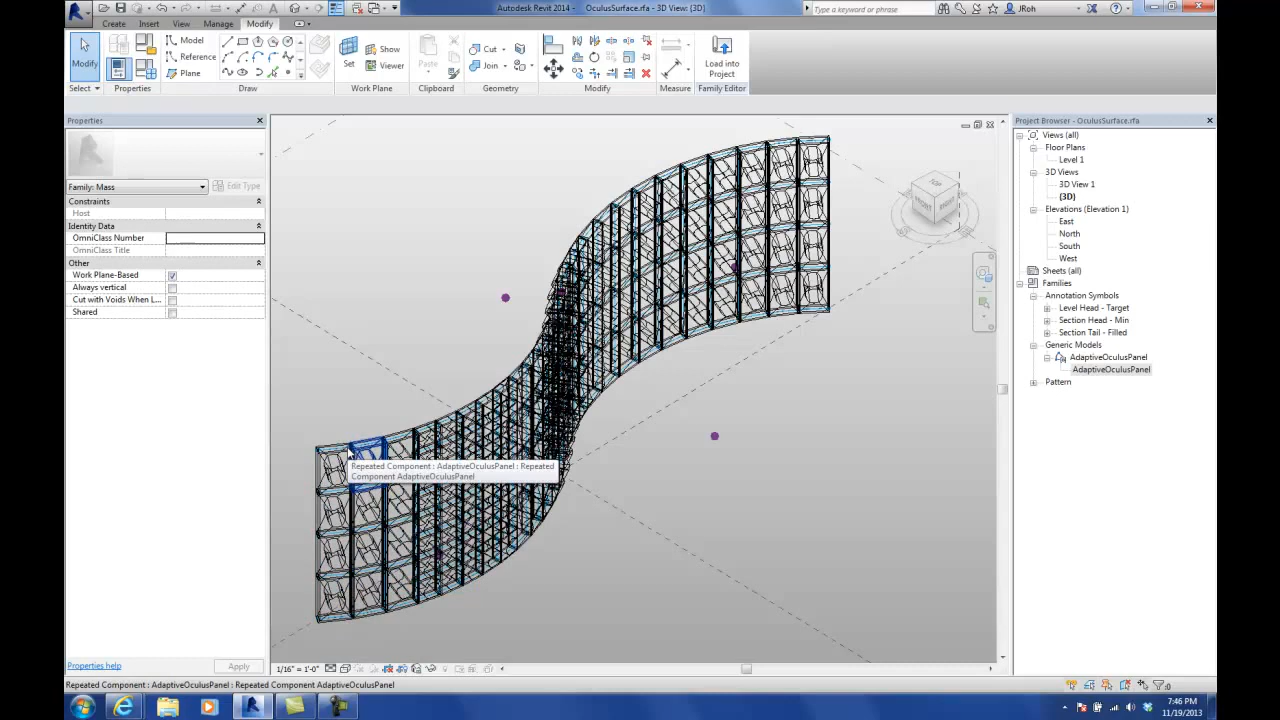 Autodesk Revit 2014 - OculusSurface.rfa - 3D View: {3D}
Type a keyword or phrase
JRoh
Create Insert View Manage Modify
Modify
Model
Reference
Plane
Set
Show
Viewer
Paste
Cut
Join
Load into
Project
Select Properties Draw Work Plane Clipboard Geometry Modify Measure Family Editor
Properties
Family: Mass
Edit Type
Constraints
Host
Identity Data
OmniClass Number
OmniClass Title
Other
Work Plane-Based
Always vertical
Cut with Voids When L...
Shared
Properties help
Apply
TOP
FRONT
Repeated Component : AdaptiveOculusPanel : Repeated
Component AdaptiveOculusPanel
1/16" = 1'-0"
Project Browser - OculusSurface.rfa
Views (all)
Floor Plans
Level 1
3D Views
3D View 1
{3D}
Elevations (Elevation 1)
East
North
South
West
Sheets (all)
Families
Annotation Symbols
Level Head - Target
Section Head - Min
Section Tail - Filled
Generic Models
AdaptiveOculusPanel
AdaptiveOculusPanel
Pattern
Repeated Component : AdaptiveOculusPanel : Repeated Component AdaptiveOculusPanel
:0
7:46 PM
11/19/2013